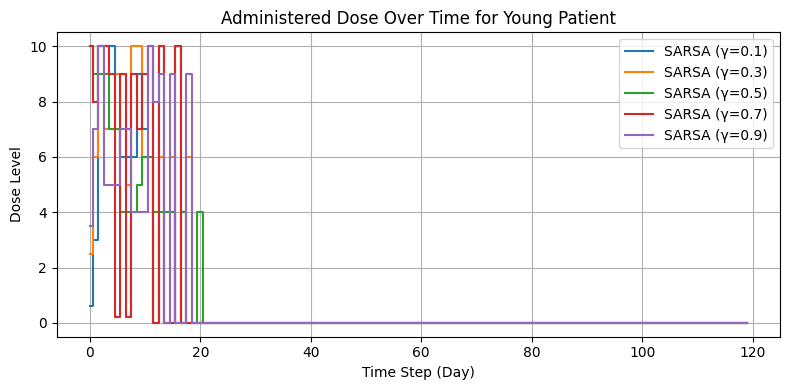 Administered Dose Over Time for Young Patient
Dose Level
10
8
6
4
2
0
SARSA (γ=0.1)
SARSA (γ=0.3)
SARSA (γ=0.5)
SARSA (γ=0.7)
SARSA (γ=0.9)
0 20 40 60 80 100 120
Time Step (Day)